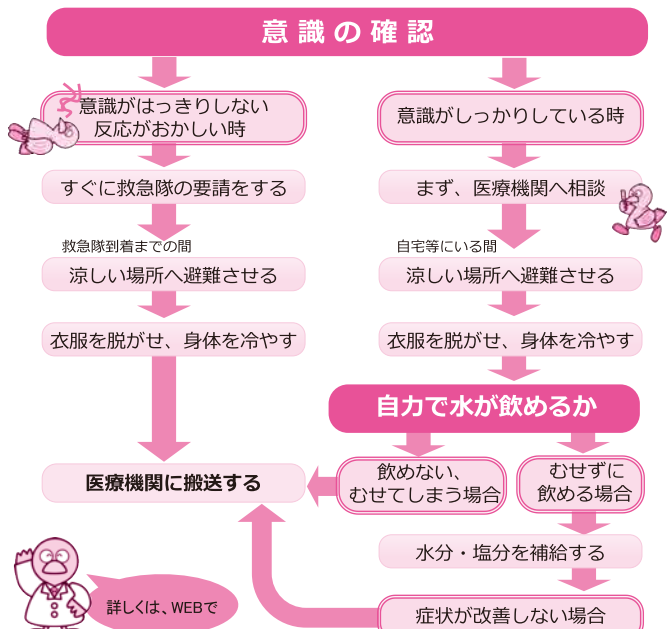 意識の確認
意識がはっきりしない
反応がおかしい時
すぐに救急隊の要請をする
救急隊到着までの間
涼しい場所へ避難させる
衣服を脱がせ、身体を冷やす
意識がしっかりしている時
まず、医療機関へ相談
自宅等にいる間
涼しい場所へ避難させる
衣服を脱がせ、身体を冷やす
自力で水が飲めるか
飲めない、
むせてしまう場合
むせずに
飲める場合
医療機関に搬送する
水分・塩分を補給する
症状が改善しない場合
詳しくは、WEBで